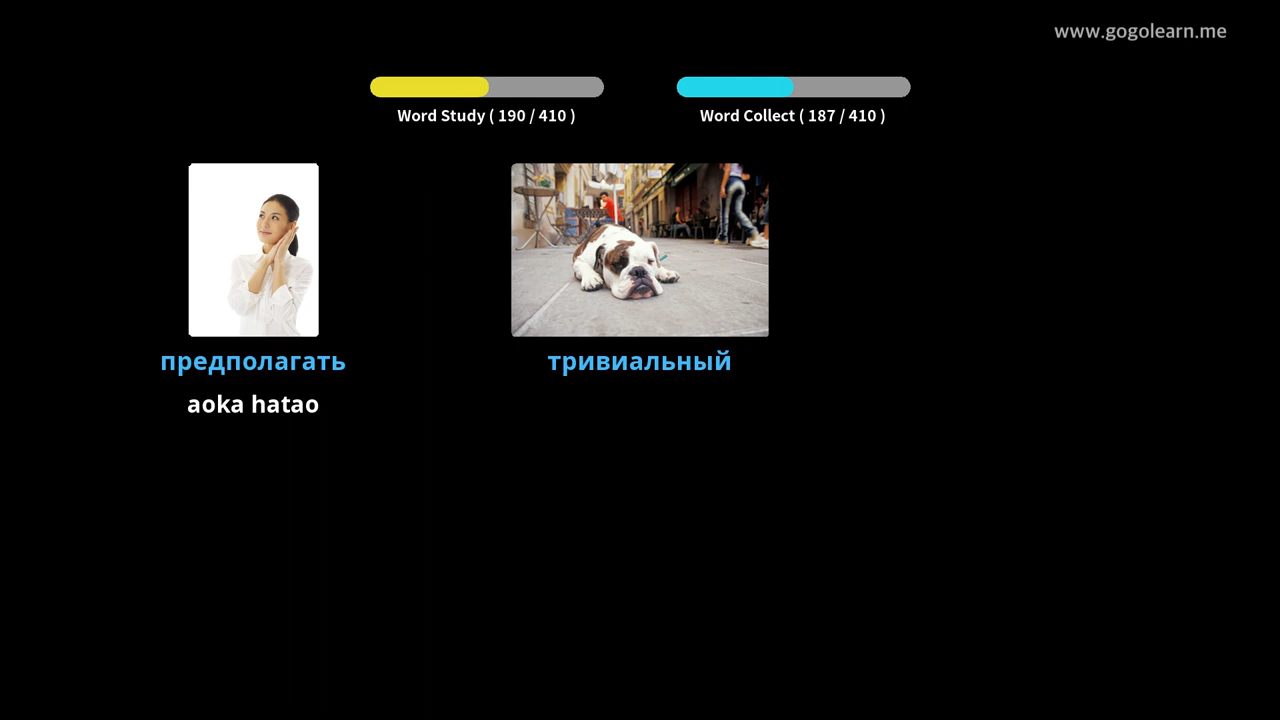 www.gogolearn.me
Word Study ( 190 / 410 )
Word Collect ( 187 / 410 )
предполагать
тривиальный
aoka hatao